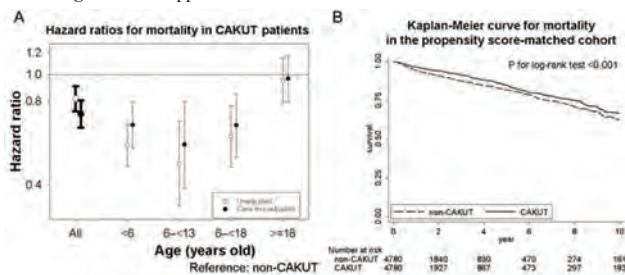 A
Hazard ratios for mortality in CAKUT patients
1.2
1.0
0.8
0.4
Hazard ratio
All
<6
6–<13
6–<18
>=18
Age (years old)
Reference: non-CAKUT
Unadjusted
B
Kaplan-Meier curve for mortality
in the propensity score-matched cohort
P for log-rank test <0.001
1.00
0.75
0.50
0.25
0.00
survival
0
2
4
6
8
10
year
non-CAKUT
CAKUT
Number at risk
non-CAKUT 4780 1840 830 470 274
CAKUT 4780 1927 473 297